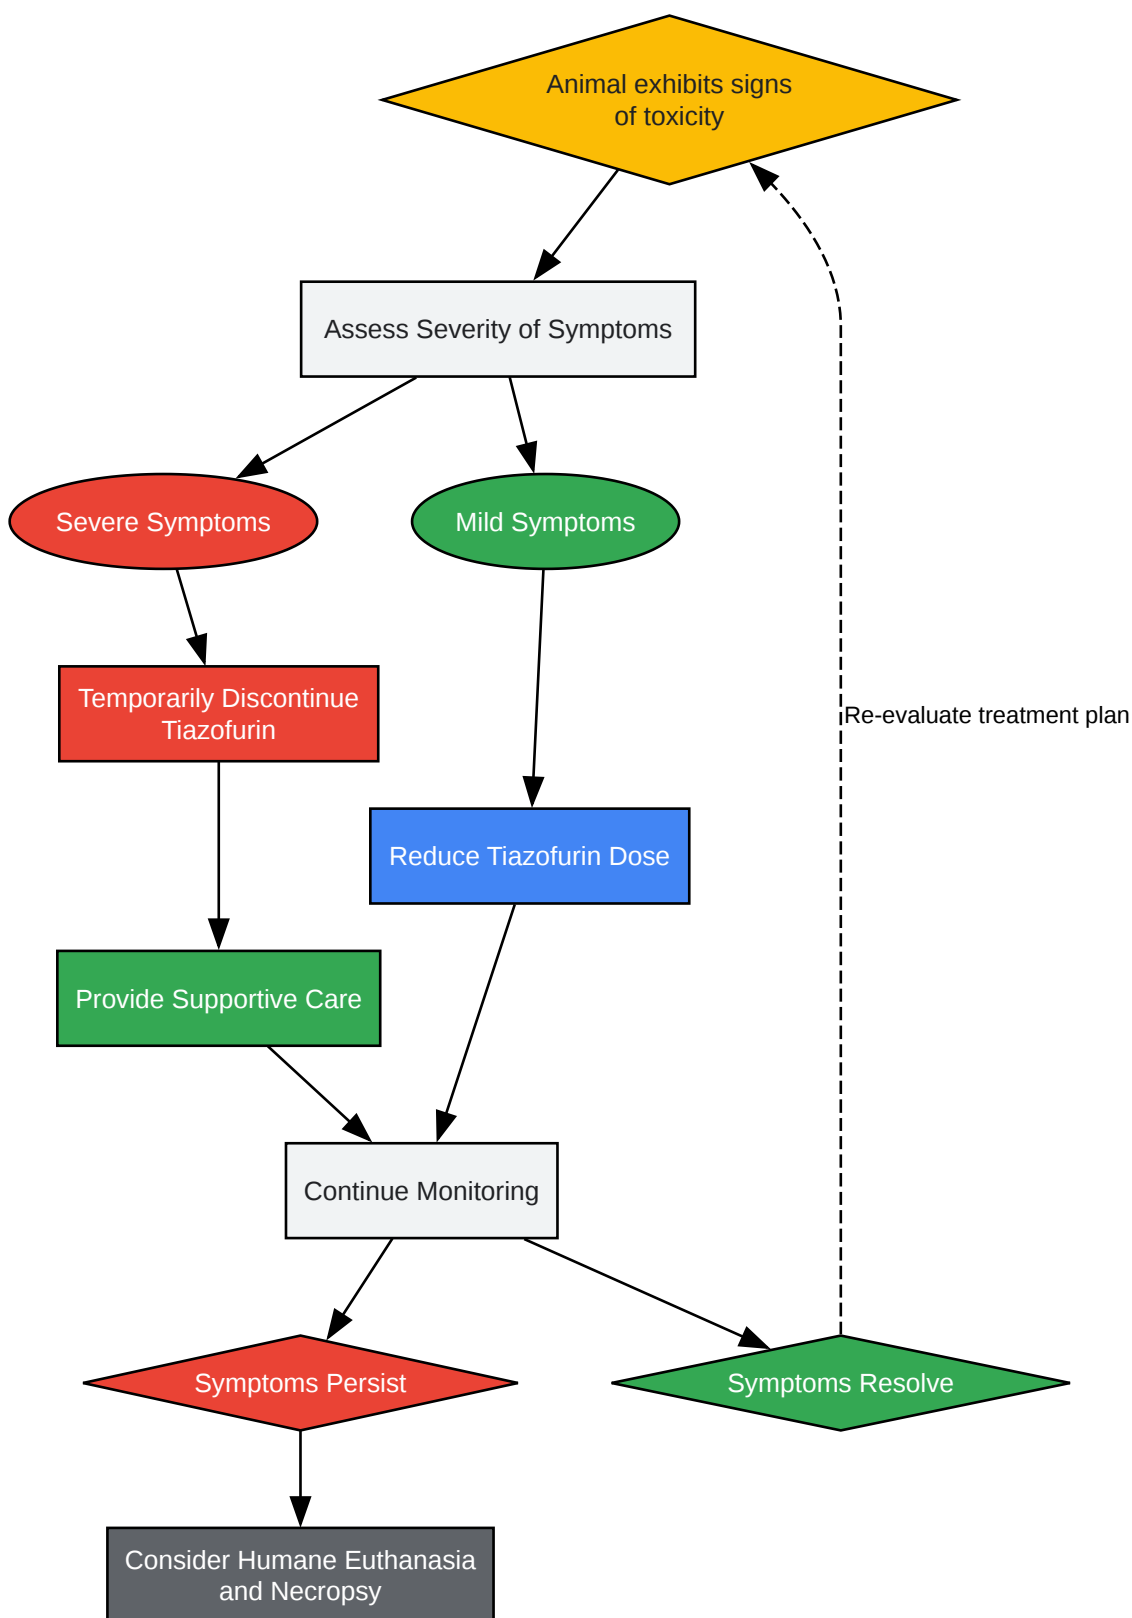 Animal exhibits signs
of toxicity
Assess Severity of Symptoms
Severe Symptoms
Mild Symptoms
Temporarily Discontinue
Tiazofurin
Re-evaluate treatment plan
Reduce Tiazofurin Dose
Provide Supportive Care
Continue Monitoring
Symptoms Persist
Symptoms Resolve
Consider Humane Euthanasia
and Necropsy